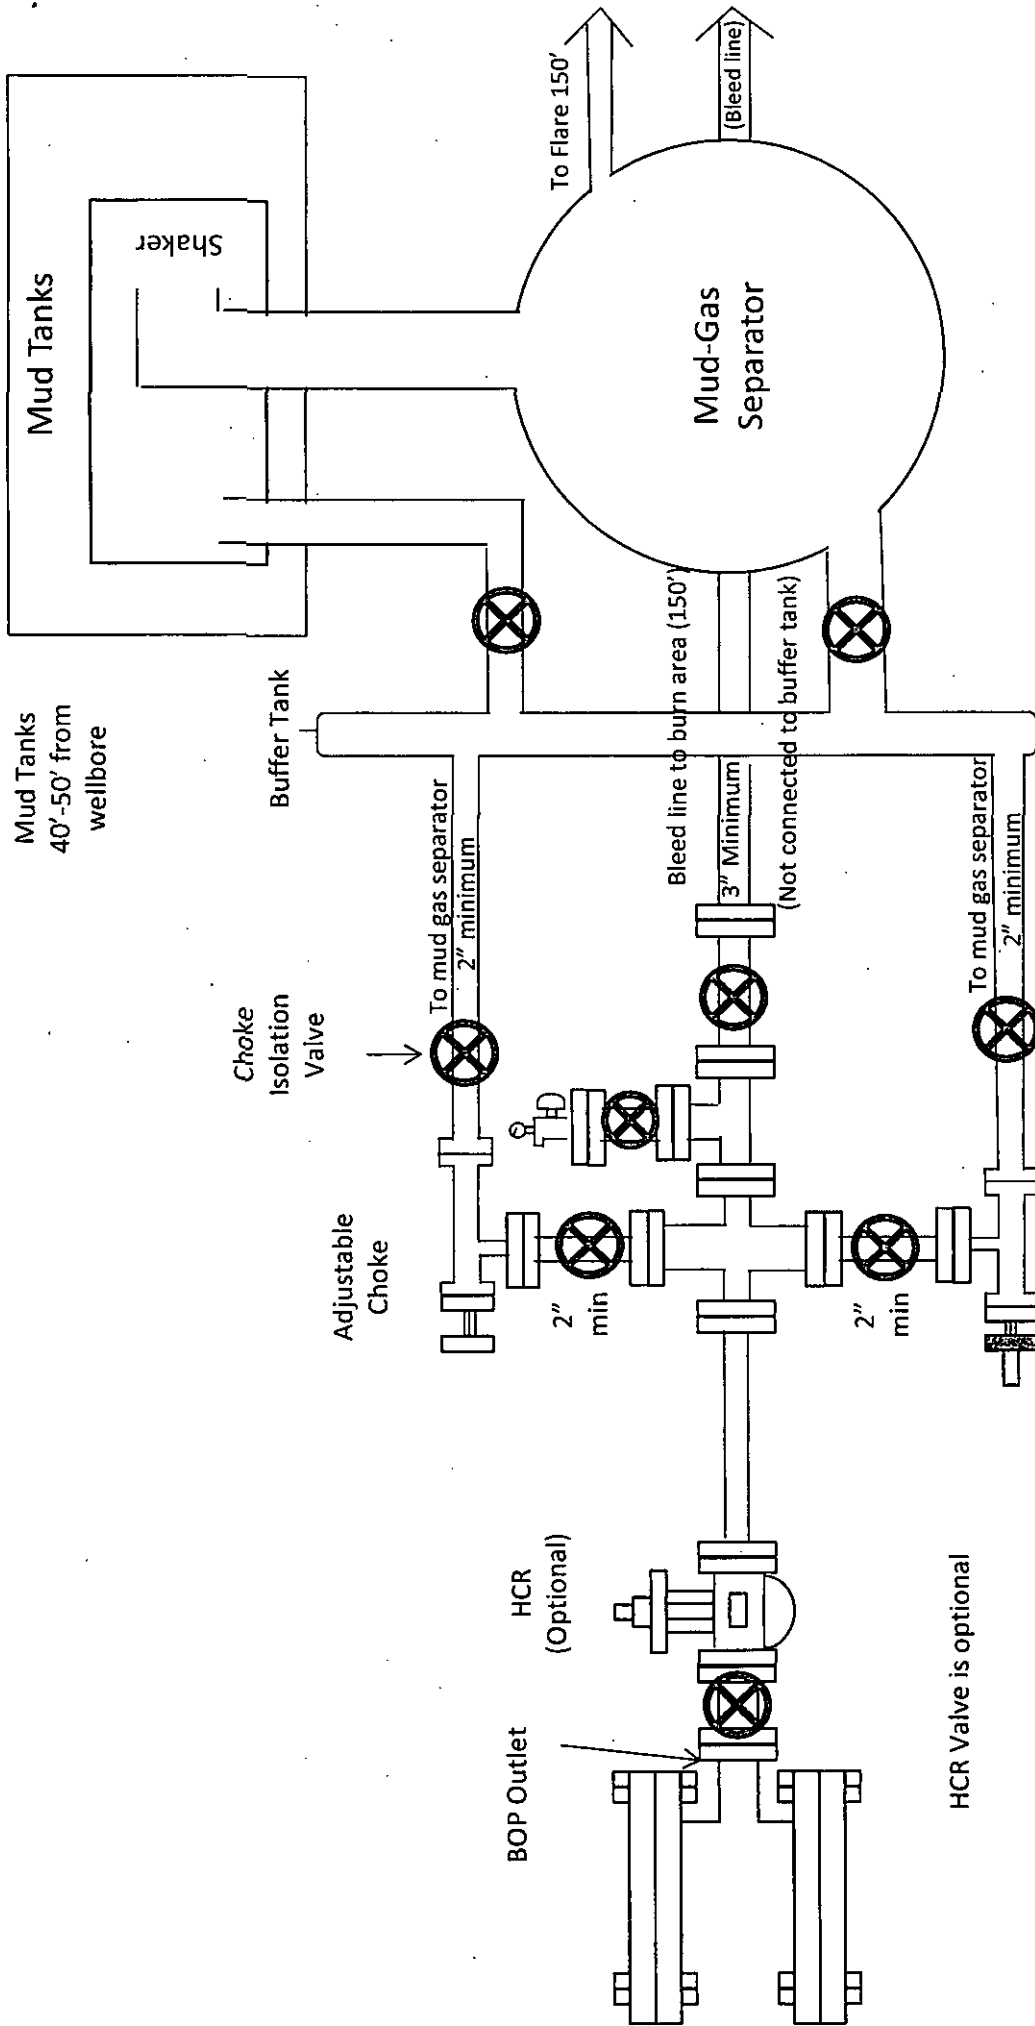 Mud Tanks
40'-50' from
wellbore
Mud Tanks
Shaker
Buffer Tank
To Flare 150'
(Bleed line)
Mud-Gas
Separator
Choke
Isolation
Valve
To mud gas separator
2" minimum
Bleed line to burn area (150')
3" Minimum
(Not connected to buffer tank)
To mud gas separator
2" minimum
Adjustable
Choke
2"
min
2"
min
HCR
(Optional)
BOP Outlet
HCR Valve is optional